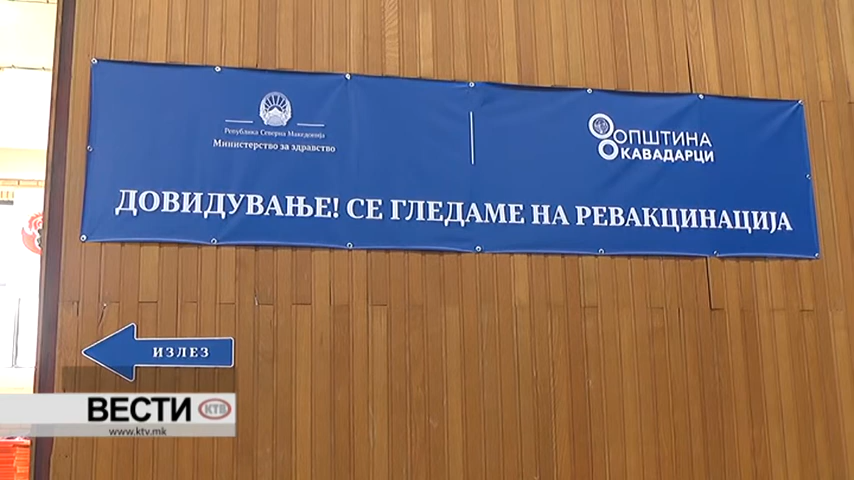 Република Северна Македонија
Министерство за здравство
ОПШТИНА
КАВАДАРЦИ
ДОВИДУВАЊЕ! СЕ ГЛЕДАМЕ НА РЕВАКЦИНАЦИЈА
ИЗЛЕЗ
ВЕСТИ КТВ
www.ktv.mk